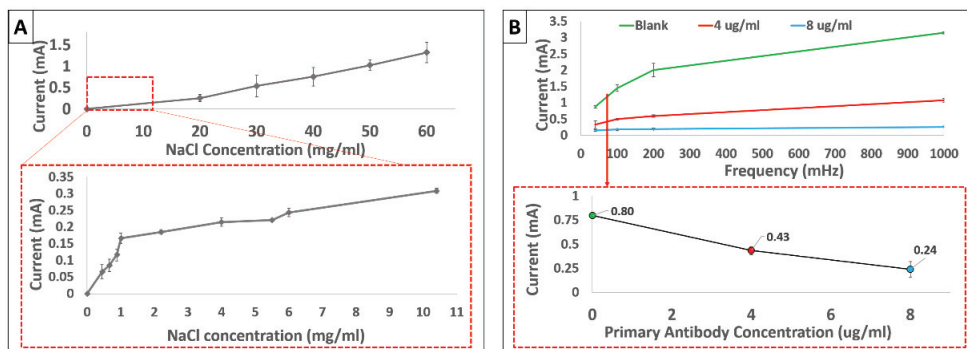 A
Current (mA)
1.5
1
0.5
0
0 10 20 30 40 50 60
NaCl Concentration (mg/ml)
Current (mA)
0.35
0.3
0.25
0.2
0.15
0.1
0.05
0
0 1 2 3 4 5 6 7 8 9 10 11
NaCl concentration (mg/ml)
B
Blank 4 ug/ml 8 ug/ml
Current (mA)
3.5
3
2.5
2
1.5
1
0.5
0
0 100 200 300 400 500 600 700 800 900 1000
Frequency (mHz)
Current (mA)
1
0.75
0.5
0.25
0
0.80
0.43
0.24
0 2 4 6 8
Primary Antibody Concentration (ug/ml)